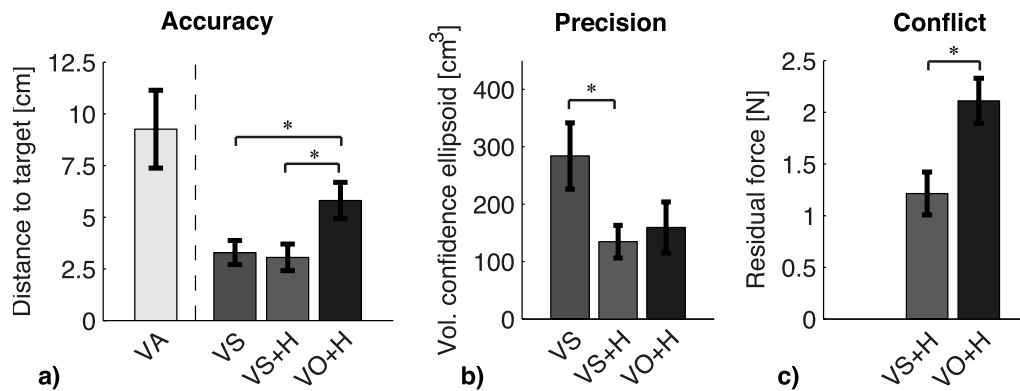 Accuracy
Distance to target [cm]
12.5
10
7.5
5
2.5
0
*
*
VA
VS
VS+H
VO+H
a)
Precision
Vol. confidence ellipsoid [cm³]
400
300
200
100
0
*
VS
VS+H
VO+H
b)
Conflict
Residual force [N]
2.5
2
1.5
1
0.5
0
*
VS+H
VO+H
c)